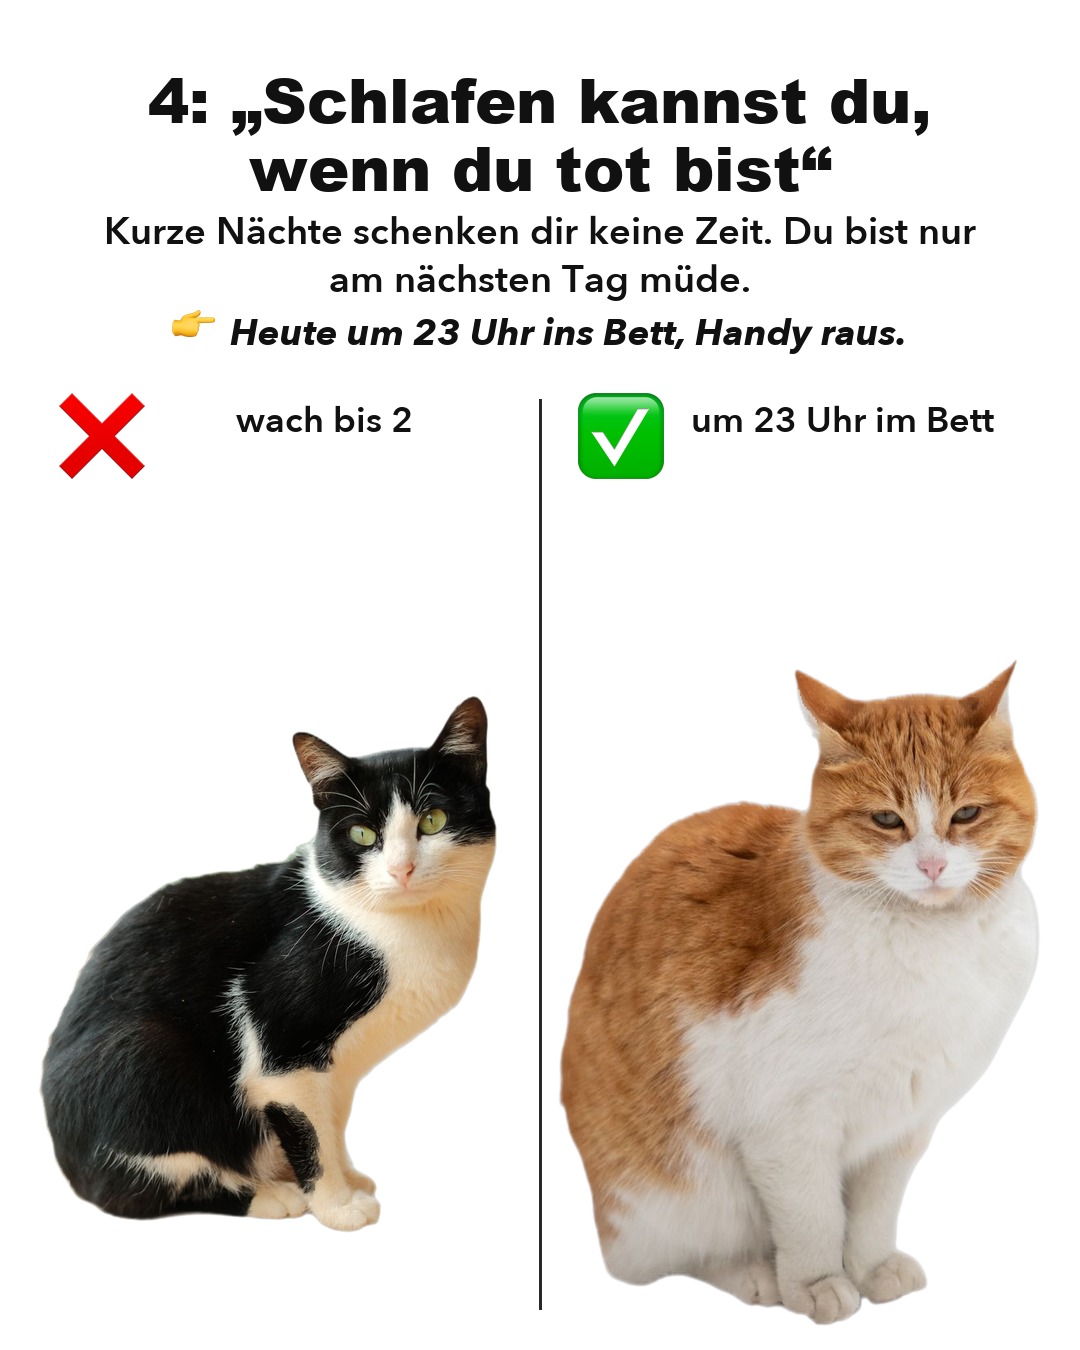 4: „Schlafen kannst du,
wenn du tot bist“
Kurze Nächte schenken dir keine Zeit. Du bist nur
am nächsten Tag müde.
👉 Heute um 23 Uhr ins Bett, Handy raus.
❌ wach bis 2
✅ um 23 Uhr im Bett